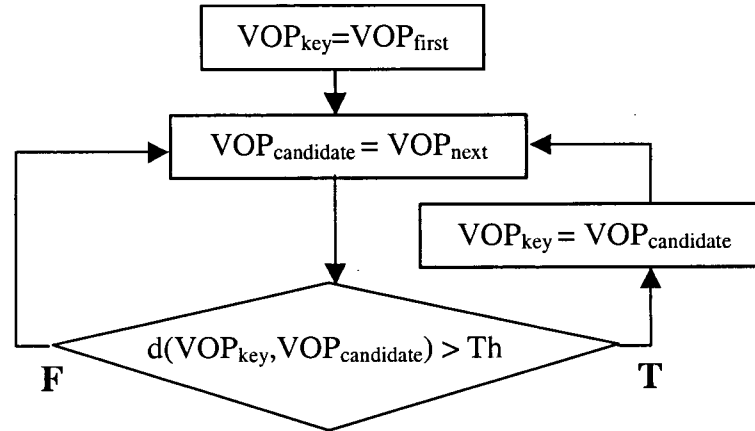 VOPkey=VOPfirst
VOPcandidate = VOPnext
VOPkey = VOPcandidate
d(VOPkey,VOPcandidate) > Th
F
T